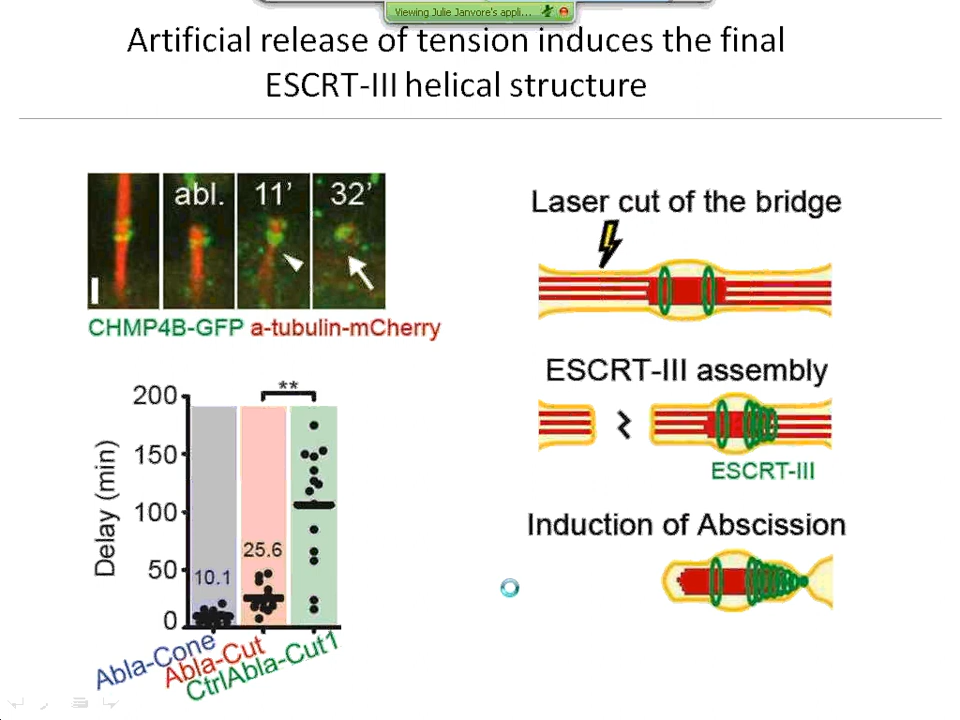 Viewing Julie Janvore's appli...
Artificial release of tension induces the final
ESCRT-III helical structure
abl. 11’ 32’
CHMP4B-GFP a-tubulin-mCherry
Laser cut of the bridge
ESCRT-III assembly
ESCRT-III
Induction of Abscission
**
200
150
100
50
0
Delay (min)
10.1
25.6
Abla-Cone
Abla-Cut
CtrlAbla-Cut1